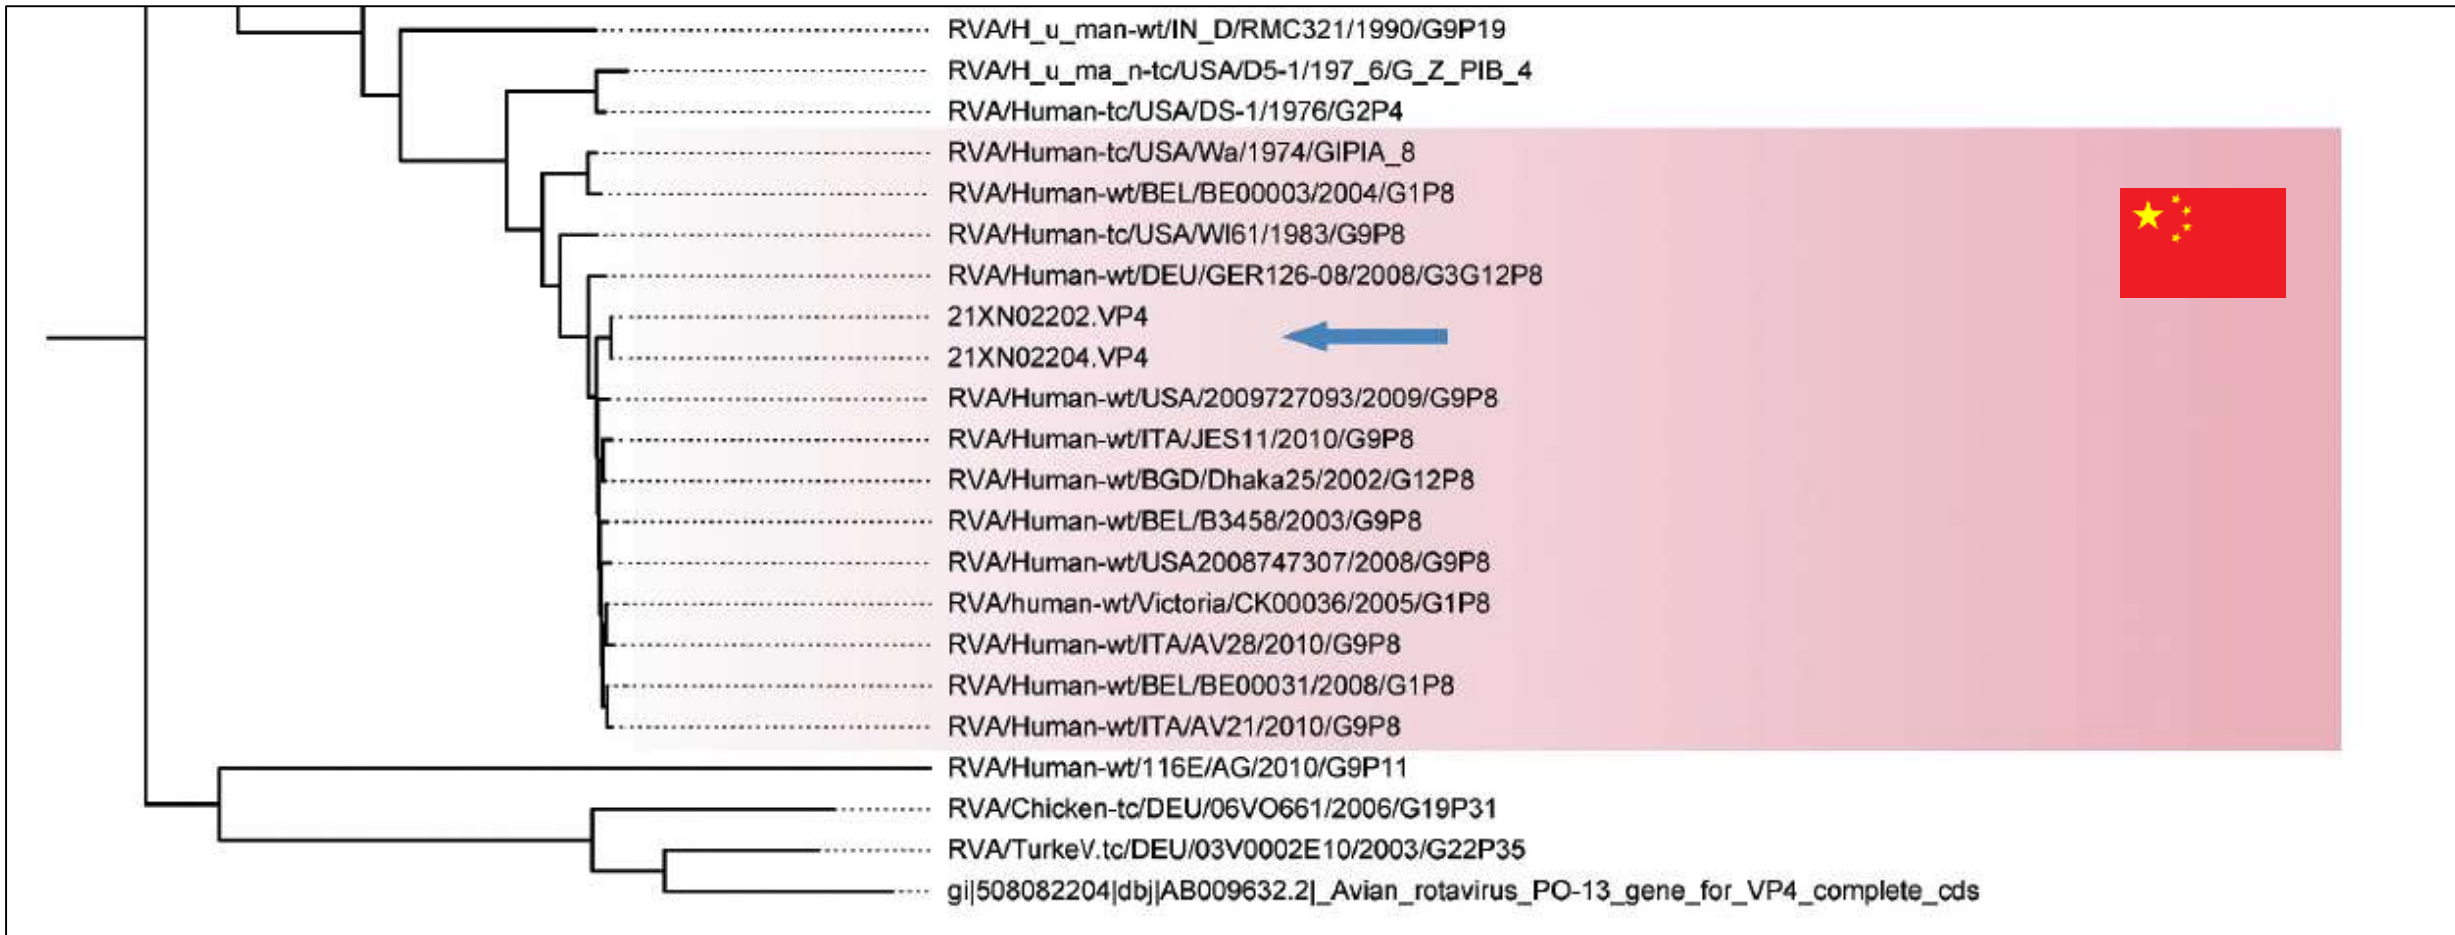 RVA/H_u_man-wt/IN_D/RMC321/1990/G9P19
RVA/H_u_ma_n-tc/USA/D5-1/197_6/G_Z_PIB_4
RVA/Human-tc/USA/DS-1/1976/G2P4
RVA/Human-tc/USA/Wa/1974/GIPIA_8
RVA/Human-wt/BEL/BE00003/2004/G1P8
RVA/Human-tc/USA/WI61/1983/G9P8
RVA/Human-wt/DEU/GER126-08/2008/G3G12P8
21XN02202.VP4
21XN02204.VP4
RVA/Human-wt/USA/2009727093/2009/G9P8
RVA/Human-wt/ITA/JES11/2010/G9P8
RVA/Human-wt/BGD/Dhaka25/2002/G12P8
RVA/Human-wt/BEL/B3458/2003/G9P8
RVA/Human-wt/USA2008747307/2008/G9P8
RVA/human-wt/Victoria/CK00036/2005/G1P8
RVA/Human-wt/ITA/AV28/2010/G9P8
RVA/Human-wt/BEL/BE00031/2008/G1P8
RVA/Human-wt/ITA/AV21/2010/G9P8
RVA/Human-wt/116E/AG/2010/G9P11
RVA/Chicken-tc/DEU/06VO661/2006/G19P31
RVA/TurkeV.tc/DEU/03V0002E10/2003/G22P35
gi|508082204|dbj|AB009632.2|_Avian_rotavirus_PO-13_gene_for_VP4_complete_cds